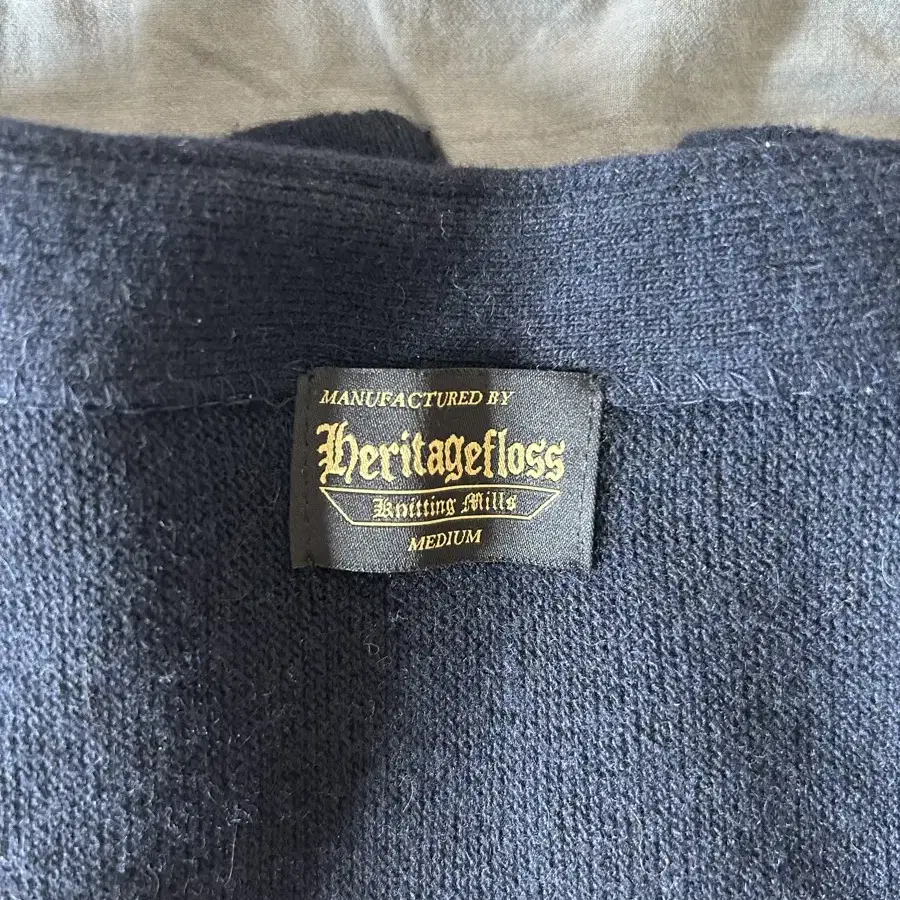 MANUFACTURED BY
Heritagefloss
Knitting Mills
MEDIUM